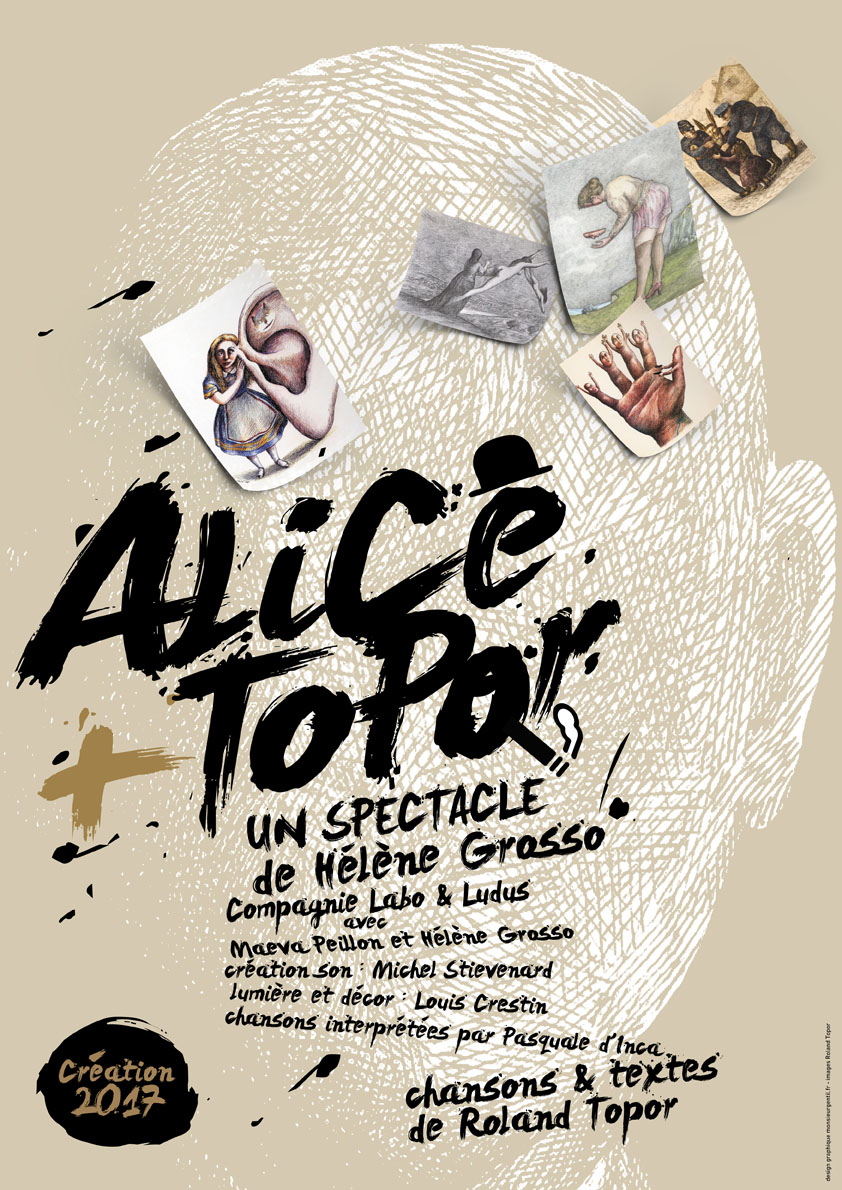 ALiCe
+ ToPor
UN SPECTACLE
de Hélène Grosso !
Compagnie Labo & Ludus
avec
Maeva Peillon et Hélène Grosso
création son : Michel Stievenard
lumière et décor : Louis Crestin
chansons interprétées par Pasquale d'Inca
chansons & textes
de Roland Topor
Création
2017
design graphique monsieurgentil.fr - images Roland Topor